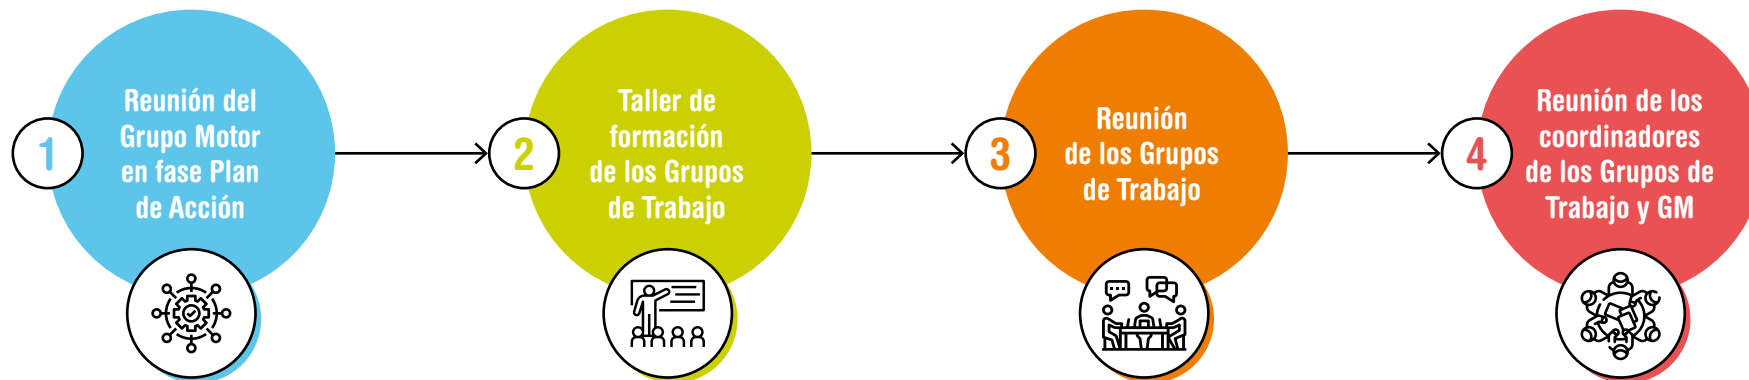 1
Reunión del
Grupo Motor
en fase Plan
de Acción
2
Taller de
formación
de los Grupos
de Trabajo
3
Reunión
de los Grupos
de Trabajo
4
Reunión de los
coordinadores
de los Grupos de
Trabajo y GM